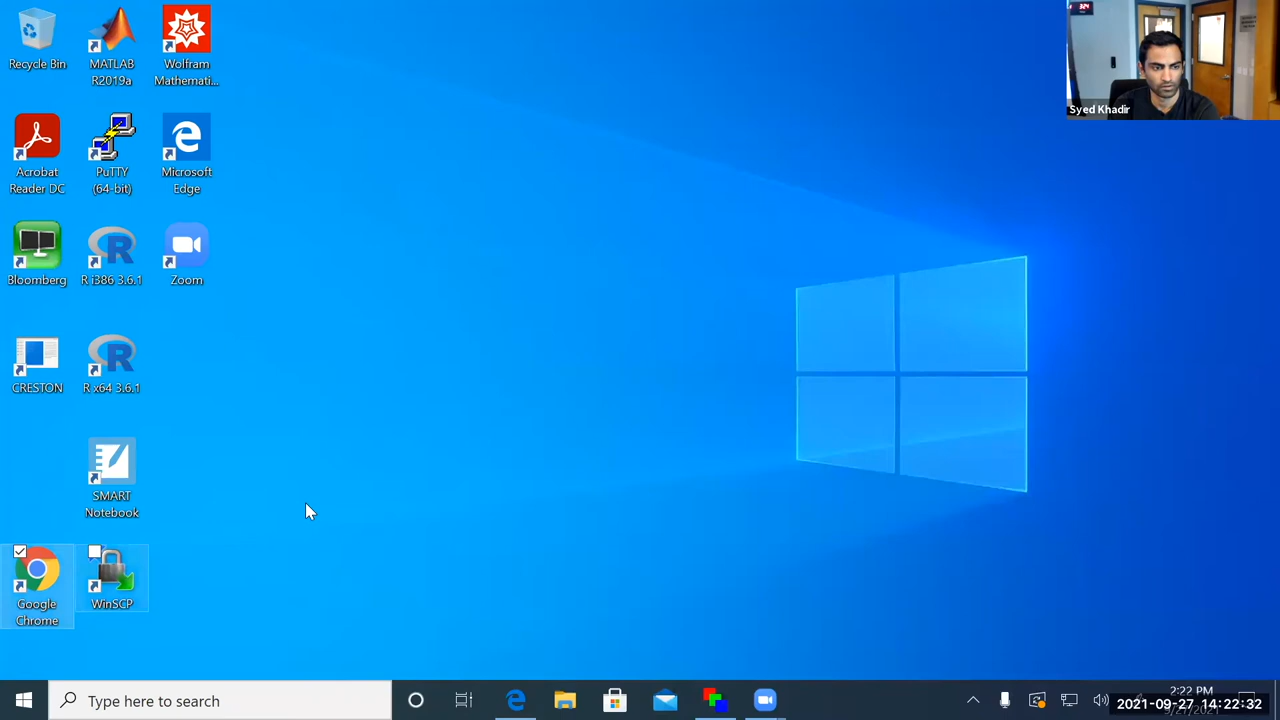 Recycle Bin
MATLAB
R2019a
Wolfram
Mathemati...
Acrobat
Reader DC
PuTTY
(64-bit)
Microsoft
Edge
Bloomberg
R i386 3.6.1
Zoom
CRESTON
R x64 3.6.1
SMART
Notebook
Google
Chrome
WinSCP
Syed Khadir
Type here to search
2:22 PM
2021-09-27 14:22:32